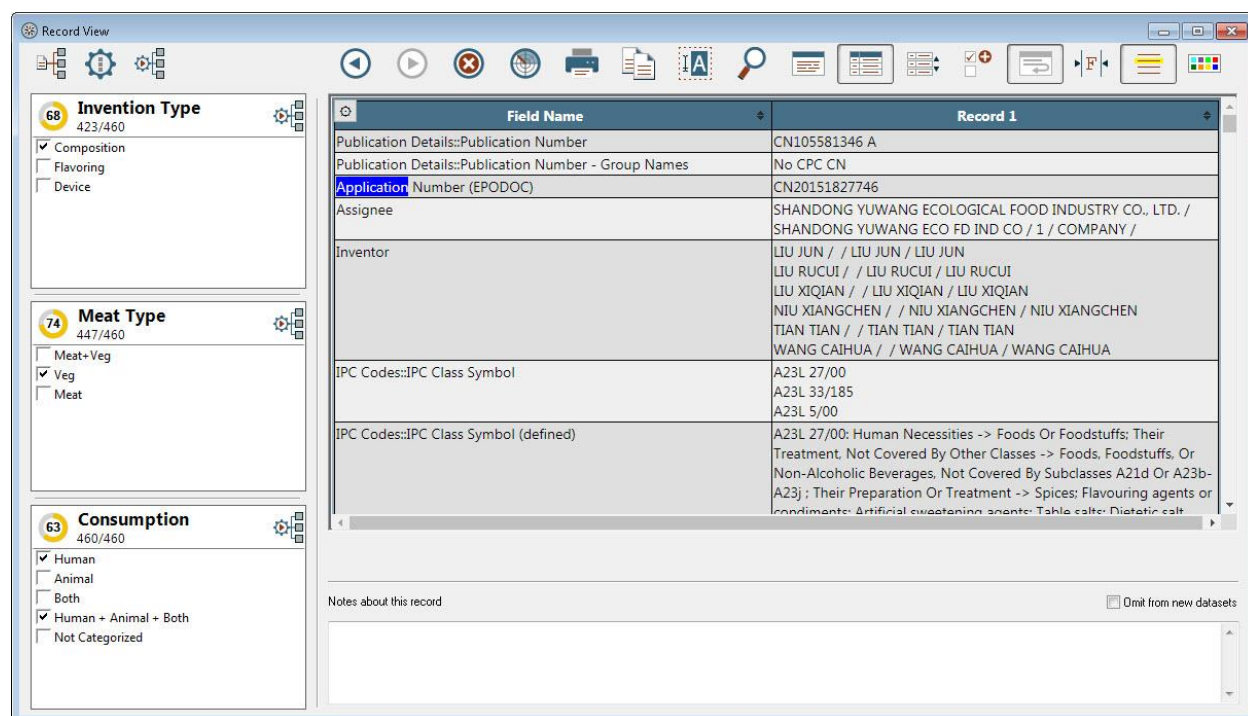 Record View
68
Invention Type
423/460
Composition
Flavoring
Device
74
Meat Type
447/460
Meat+Veg
Veg
Meat
63
Consumption
460/460
Human
Animal
Both
Human + Animal + Both
Not Categorized
A
F
Field Name
Record 1
Publication Details::Publication Number
CN105581346 A
Publication Details::Publication Number - Group Names
No CPC CN
Application Number (EPODOC)
CN20151827746
Assignee
SHANDONG YUWANG ECOLOGICAL FOOD INDUSTRY CO., LTD. /
SHANDONG YUWANG ECO FD IND CO / 1 / COMPANY /
Inventor
LIU JUN / / LIU JUN / LIU JUN
LIU RUCUI / / LIU RUCUI / LIU RUCUI
LIU XIQIAN / / LIU XIQIAN / LIU XIQIAN
NIU XIANGCHEN / / NIU XIANGCHEN / NIU XIANGCHEN
TIAN TIAN / / TIAN TIAN / TIAN TIAN
WANG CAIHUA / / WANG CAIHUA / WANG CAIHUA
IPC Codes::IPC Class Symbol
A23L 27/00
A23L 33/185
A23L 5/00
IPC Codes::IPC Class Symbol (defined)
A23L 27/00: Human Necessities -> Foods Or Foodstuffs; Their
Treatment, Not Covered By Other Classes -> Foods, Foodstuffs, Or
Non-Alcoholic Beverages, Not Covered By Subclasses A21d Or A23b-
A23j ; Their Preparation Or Treatment -> Spices; Flavouring agents or
condiments; Artificial sweetening agents; Table salts; Dietetic salt
Notes about this record
Omit from new datasets